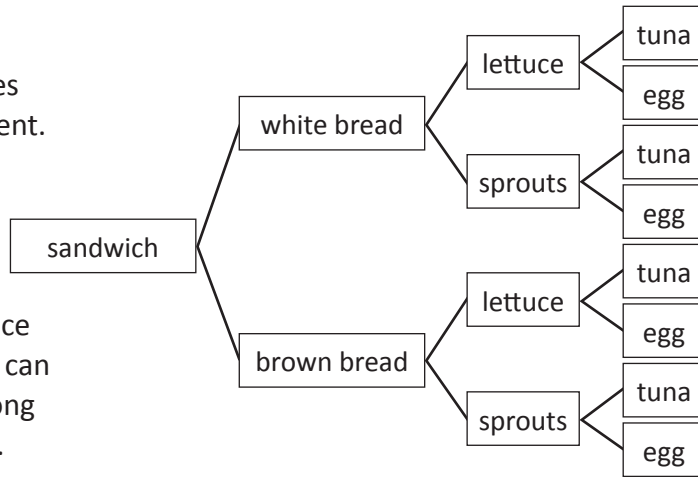 es
ent.
ce
can
ong
.
sandwich
white bread
brown bread
lettuce
sprouts
lettuce
sprouts
tuna
egg
tuna
egg
tuna
egg
tuna
egg